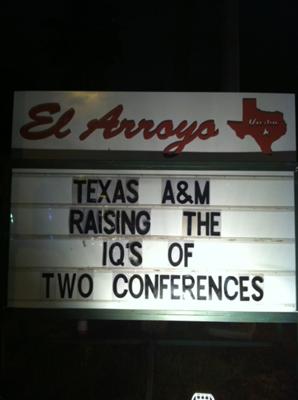 El Arroyo
TEXAS A&M
RAISING THE
IQ'S OF
TWO CONFERENCES